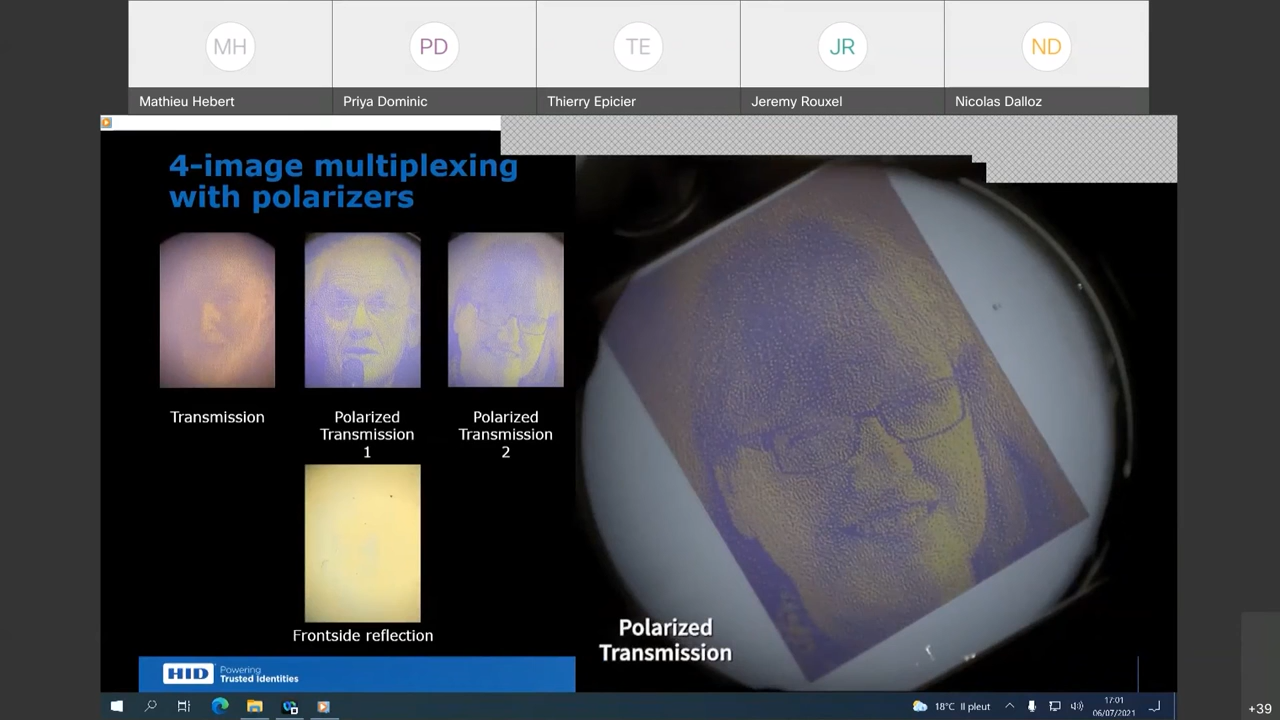 MH
PD
TE
JR
ND
Mathieu Hebert
Priya Dominic
Thierry Epicier
Jeremy Rouxel
Nicolas Dalloz
4-image multiplexing
with polarizers
Transmission
Polarized
Transmission
1
Polarized
Transmission
2
Frontside reflection
Polarized
Transmission
HID
Powering
Trusted Identities
18°C Il pleut
17:01
06/07/2021
+39